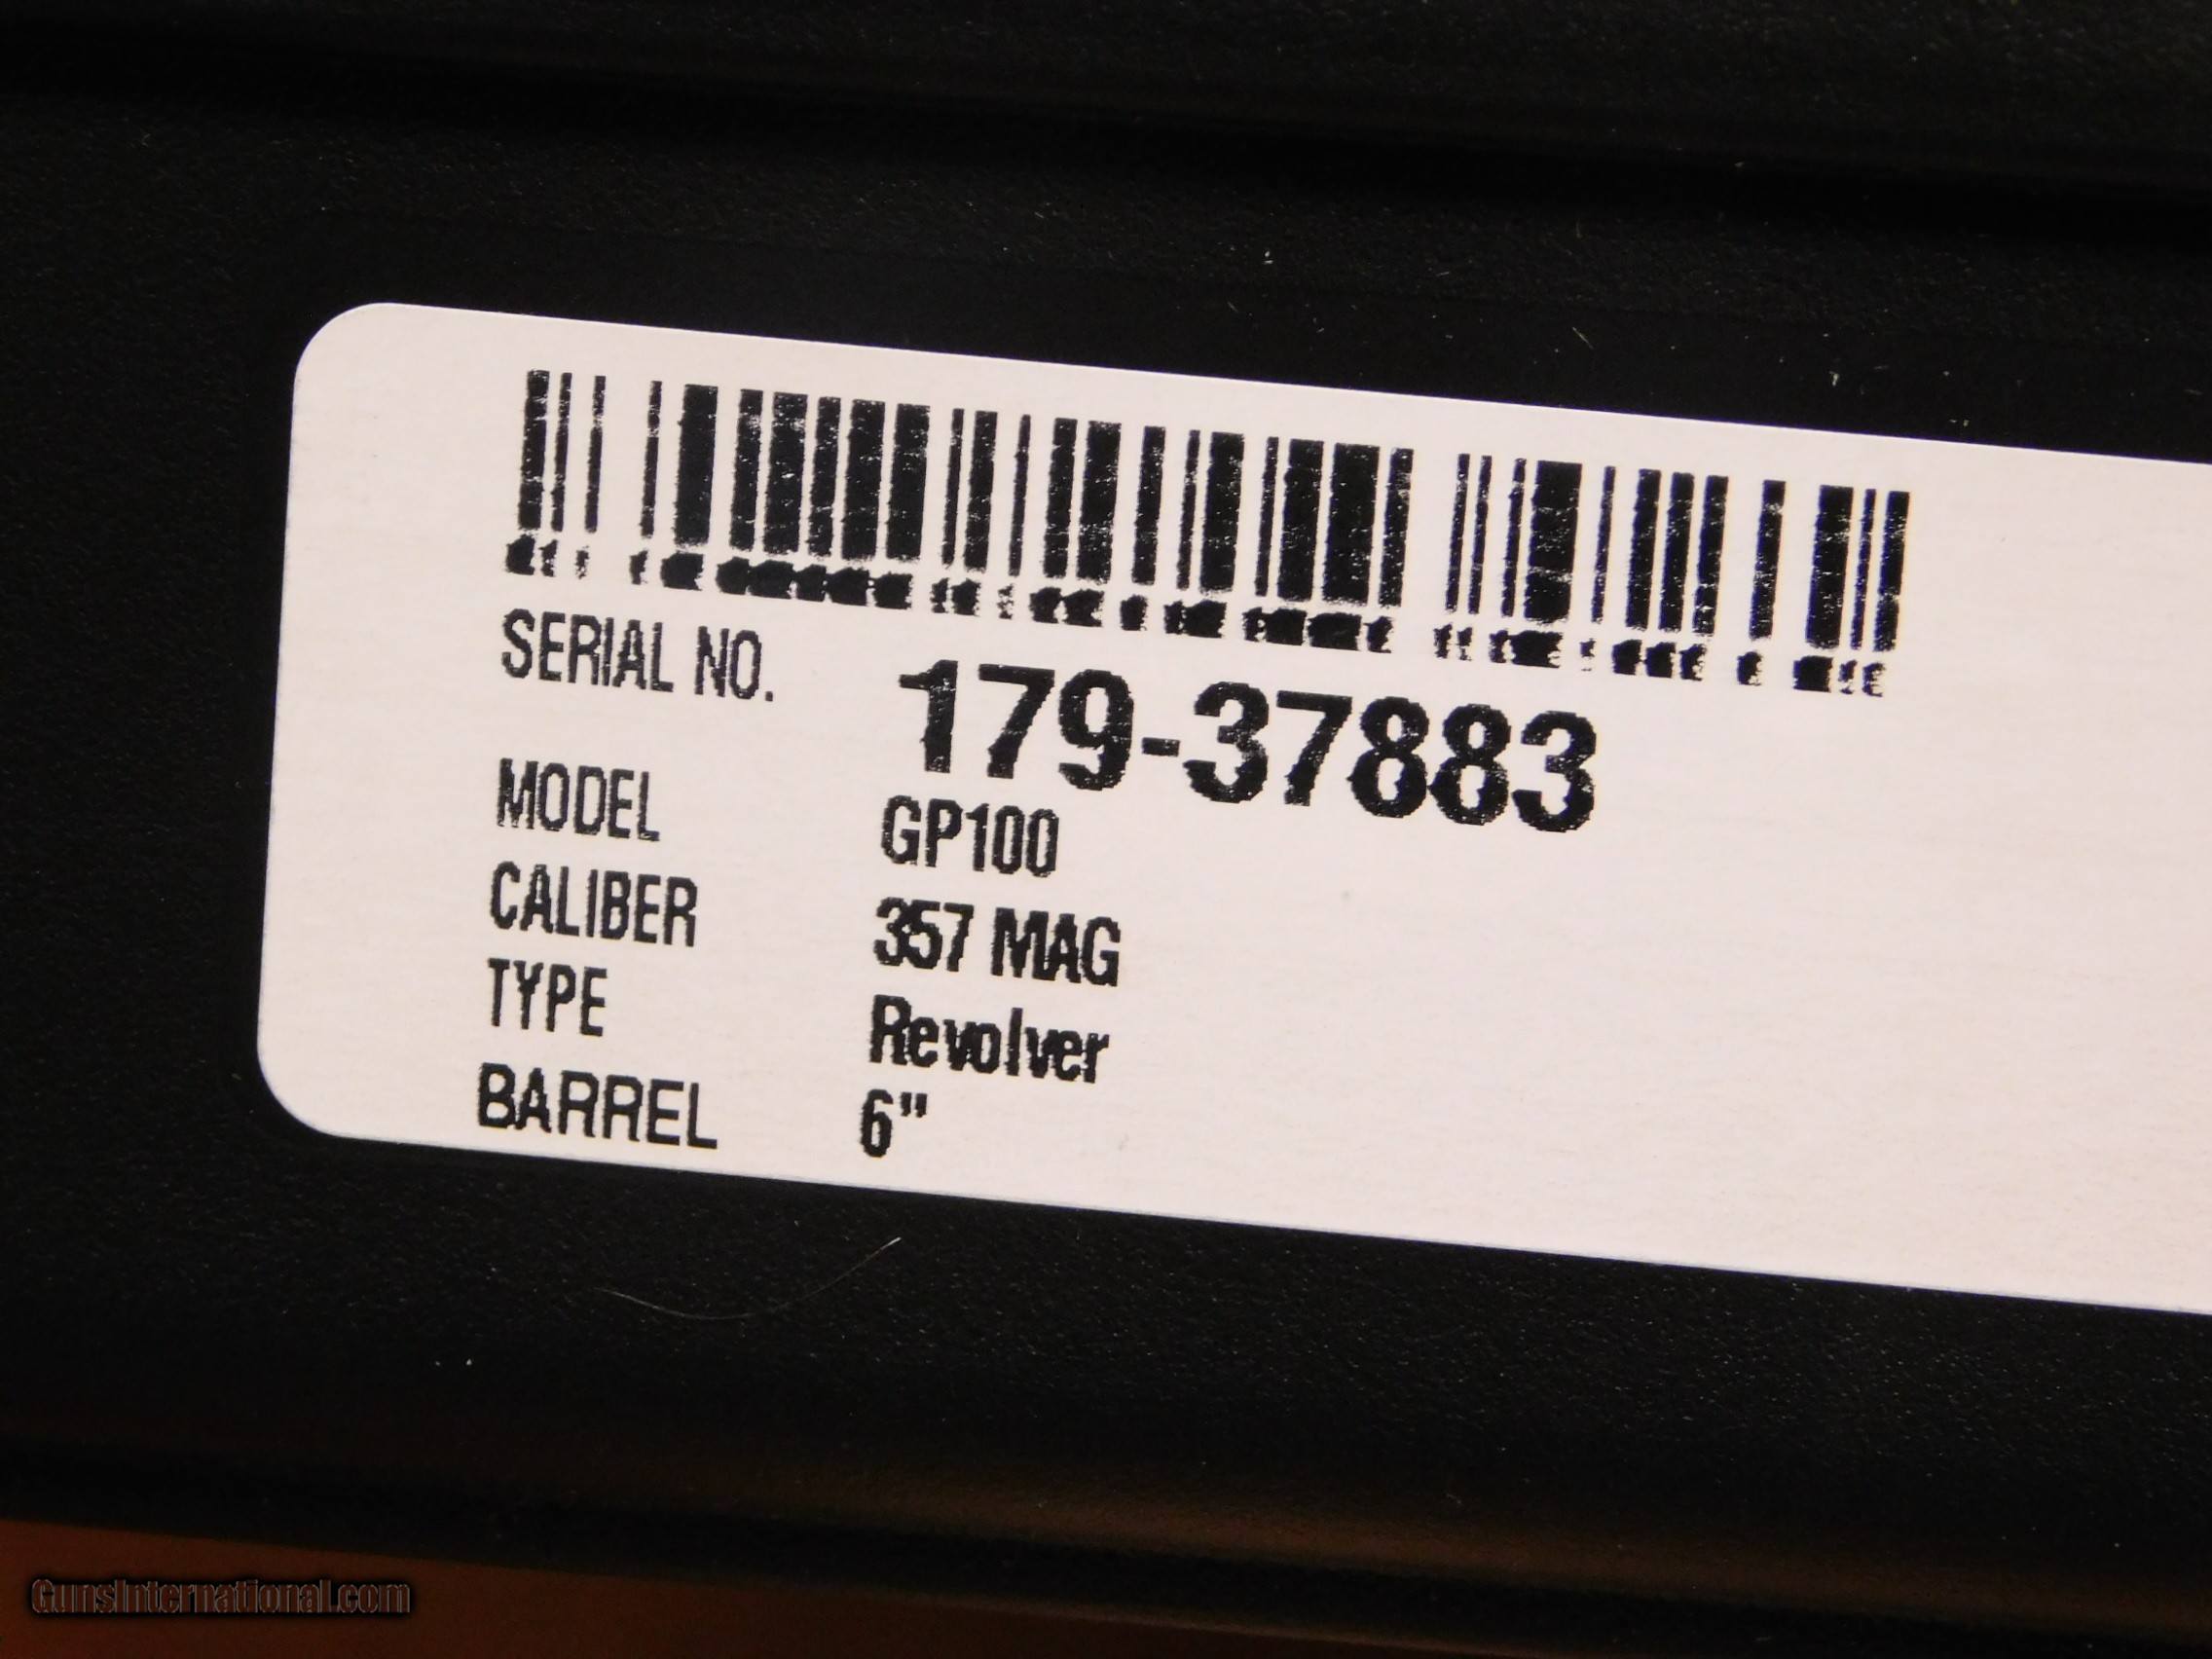 SERIAL NO. 179-37883
MODEL GP100
CALIBER 357 MAG
TYPE Revolver
BARREL 6"
GunsInternational.com